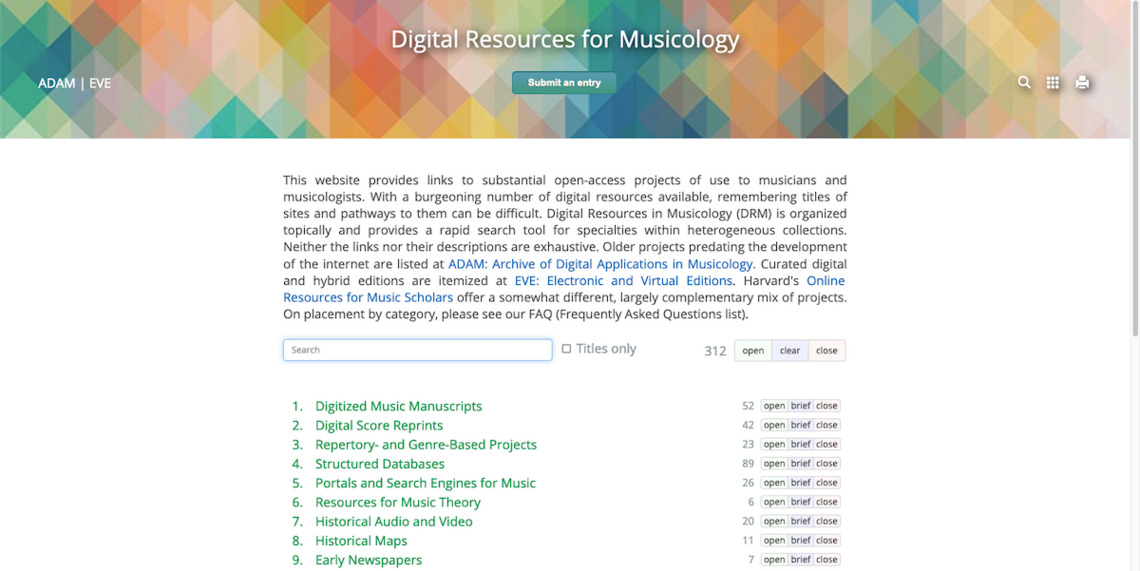 Digital Resources for Musicology
ADAM | EVE
Submit an entry
This website provides links to substantial open-access projects of use to musicians and
musicologists. With a burgeoning number of digital resources available, remembering titles of
sites and pathways to them can be difficult. Digital Resources in Musicology (DRM) is organized
topically and provides a rapid search tool for specialties within heterogeneous collections.
Neither the links nor their descriptions are exhaustive. Older projects predating the development
of the internet are listed at ADAM: Archive of Digital Applications in Musicology. Curated digital
and hybrid editions are itemized at EVE: Electronic and Virtual Editions. Harvard's Online
Resources for Music Scholars offer a somewhat different, largely complementary mix of projects.
On placement by category, please see our FAQ (Frequently Asked Questions list).
Search Titles only 312 open clear close
1. Digitized Music Manuscripts 52 open brief close
2. Digital Score Reprints 42 open brief close
3. Repertory- and Genre-Based Projects 23 open brief close
4. Structured Databases 89 open brief close
5. Portals and Search Engines for Music 26 open brief close
6. Resources for Music Theory 6 open brief close
7. Historical Audio and Video 20 open brief close
8. Historical Maps 11 open brief close
9. Early Newspapers 7 open brief close